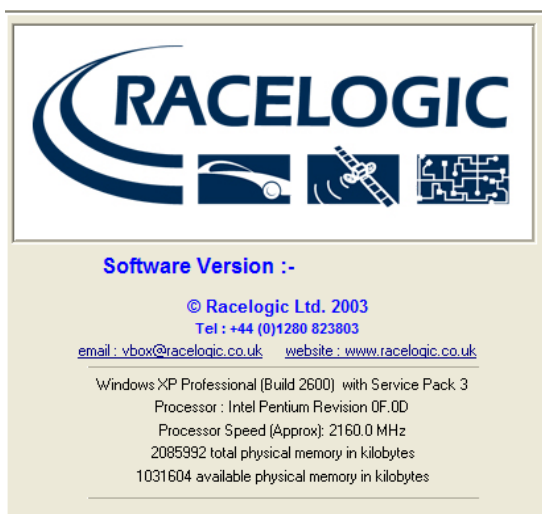 RACELOGIC
Software Version :-
© Racelogic Ltd. 2003
Tel : +44 (0)1280 823803
email : vbox@racelogic.co.uk website : www.racelogic.co.uk
Windows XP Professional (Build 2600) with Service Pack 3
Processor : Intel Pentium Revision 0F.0D
Processor Speed (Approx): 2160.0 MHz
2085992 total physical memory in kilobytes
1031604 available physical memory in kilobytes